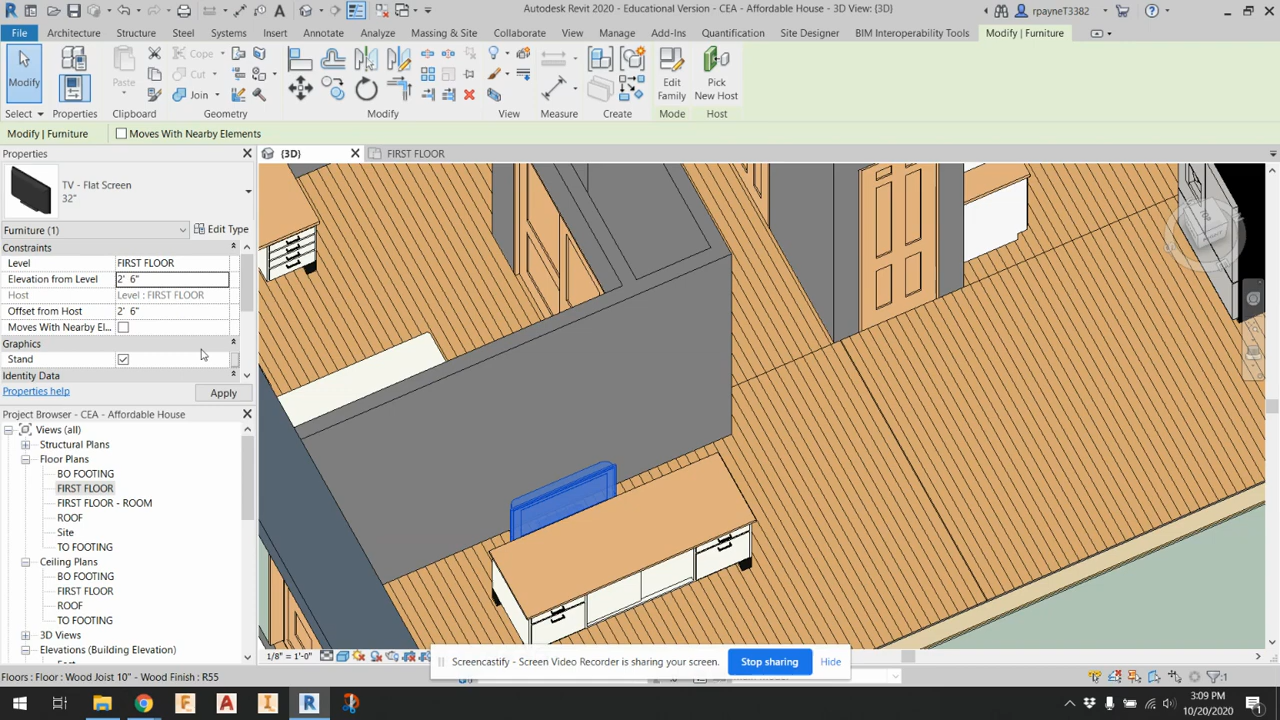 Autodesk Revit 2020 - Educational Version - CEA - Affordable House - 3D View: {3D}
rpayneT3382
File Architecture Structure Steel Systems Insert Annotate Analyze Massing & Site Collaborate View Manage Add-Ins Quantification Site Designer BIM Interoperability Tools Modify | Furniture
Modify Properties Paste Cope Cut Join Edit Family Pick New Host
Select Properties Clipboard Geometry Modify View Measure Create Mode Host
Modify | Furniture Moves With Nearby Elements
Properties {3D} FIRST FLOOR
TV - Flat Screen
32"
Furniture (1) Edit Type
Constraints
Level FIRST FLOOR
Elevation from Level 2' 6"
Host Level : FIRST FLOOR
Offset from Host 2' 6"
Moves With Nearby El...
Graphics
Stand
Identity Data
Properties help Apply
Project Browser - CEA - Affordable House
Views (all)
Structural Plans
Floor Plans
BO FOOTING
FIRST FLOOR
FIRST FLOOR - ROOM
ROOF
Site
TO FOOTING
Ceiling Plans
BO FOOTING
FIRST FLOOR
ROOF
TO FOOTING
3D Views
Elevations (Building Elevation)
1/8" = 1'-0"
Screencastify - Screen Video Recorder is sharing your screen. Stop sharing Hide
Floors : Floor : Wood Joist 10" - Wood Finish : R55
:1
3:09 PM
10/20/2020